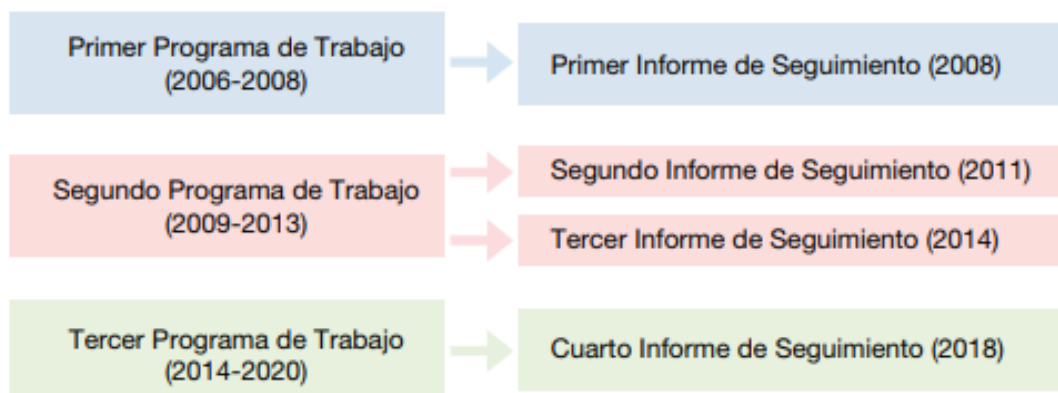 Primer Programa de Trabajo
(2006-2008)
Primer Informe de Seguimiento (2008)
Segundo Programa de Trabajo
(2009-2013)
Segundo Informe de Seguimiento (2011)
Tercer Informe de Seguimiento (2014)
Tercer Programa de Trabajo
(2014-2020)
Cuarto Informe de Seguimiento (2018)